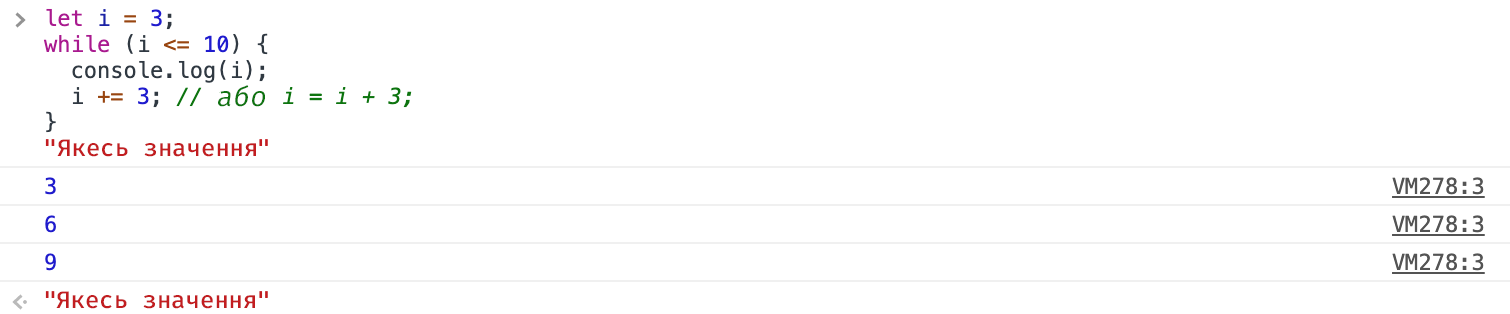 > let i = 3;
while (i <= 10) {
  console.log(i);
  i += 3; // або i = i + 3;
}
"Якесь значення"
3 VM278:3
6 VM278:3
9 VM278:3
"Якесь значення"